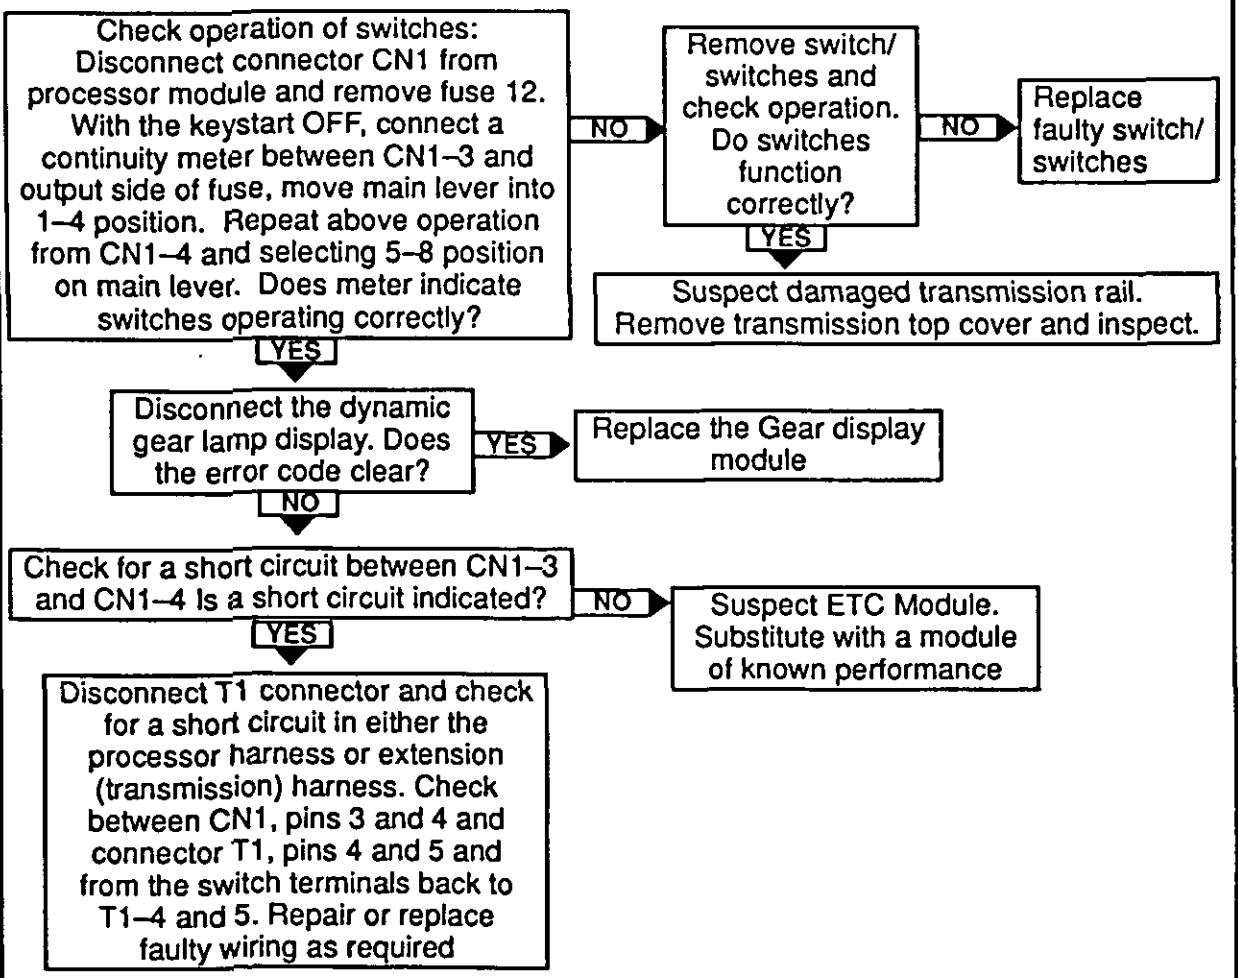 Check operation of switches:
Disconnect connector CN1 from
processor module and remove fuse 12.
With the keystart OFF, connect a
continuity meter between CN1–3 and
output side of fuse, move main lever into
1–4 position. Repeat above operation
from CN1–4 and selecting 5–8 position
on main lever. Does meter indicate
switches operating correctly?
NO
Remove switch/
switches and
check operation.
Do switches
function
correctly?
NO
Replace
faulty switch/
switches
YES
Suspect damaged transmission rail.
Remove transmission top cover and inspect.
YES
Disconnect the dynamic
gear lamp display. Does
the error code clear?
YES
Replace the Gear display
module
NO
Check for a short circuit between CN1–3
and CN1–4 Is a short circuit indicated?
NO
Suspect ETC Module.
Substitute with a module
of known performance
YES
Disconnect T1 connector and check
for a short circuit in either the
processor harness or extension
(transmission) harness. Check
between CN1, pins 3 and 4 and
connector T1, pins 4 and 5 and
from the switch terminals back to
T1–4 and 5. Repair or replace
faulty wiring as required